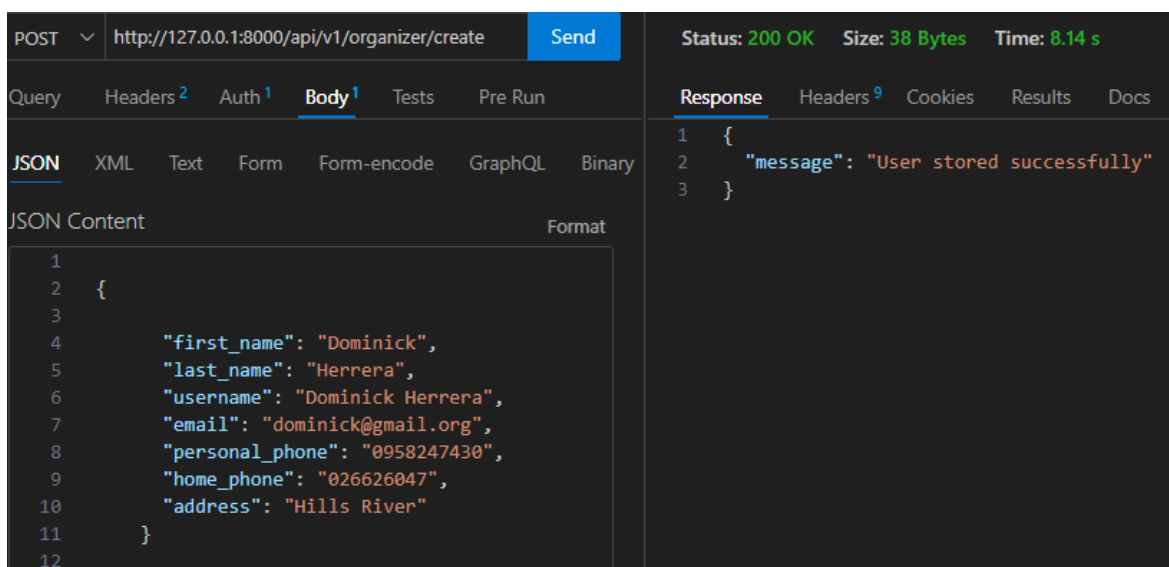 POST http://127.0.0.1:8000/api/v1/organizer/create Send
Query Headers 2 Auth 1 Body 1 Tests Pre Run
JSON XML Text Form Form-encode GraphQL Binary
JSON Content Format
1
2 {
3
4 "first_name": "Dominick",
5 "last_name": "Herrera",
6 "username": "Dominick Herrera",
7 "email": "dominick@gmail.org",
8 "personal_phone": "0958247430",
9 "home_phone": "026626047",
10 "address": "Hills River"
11 }
12
Status: 200 OK Size: 38 Bytes Time: 8.14 s
Response Headers 9 Cookies Results Docs
1 {
2 "message": "User stored successfully"
3 }